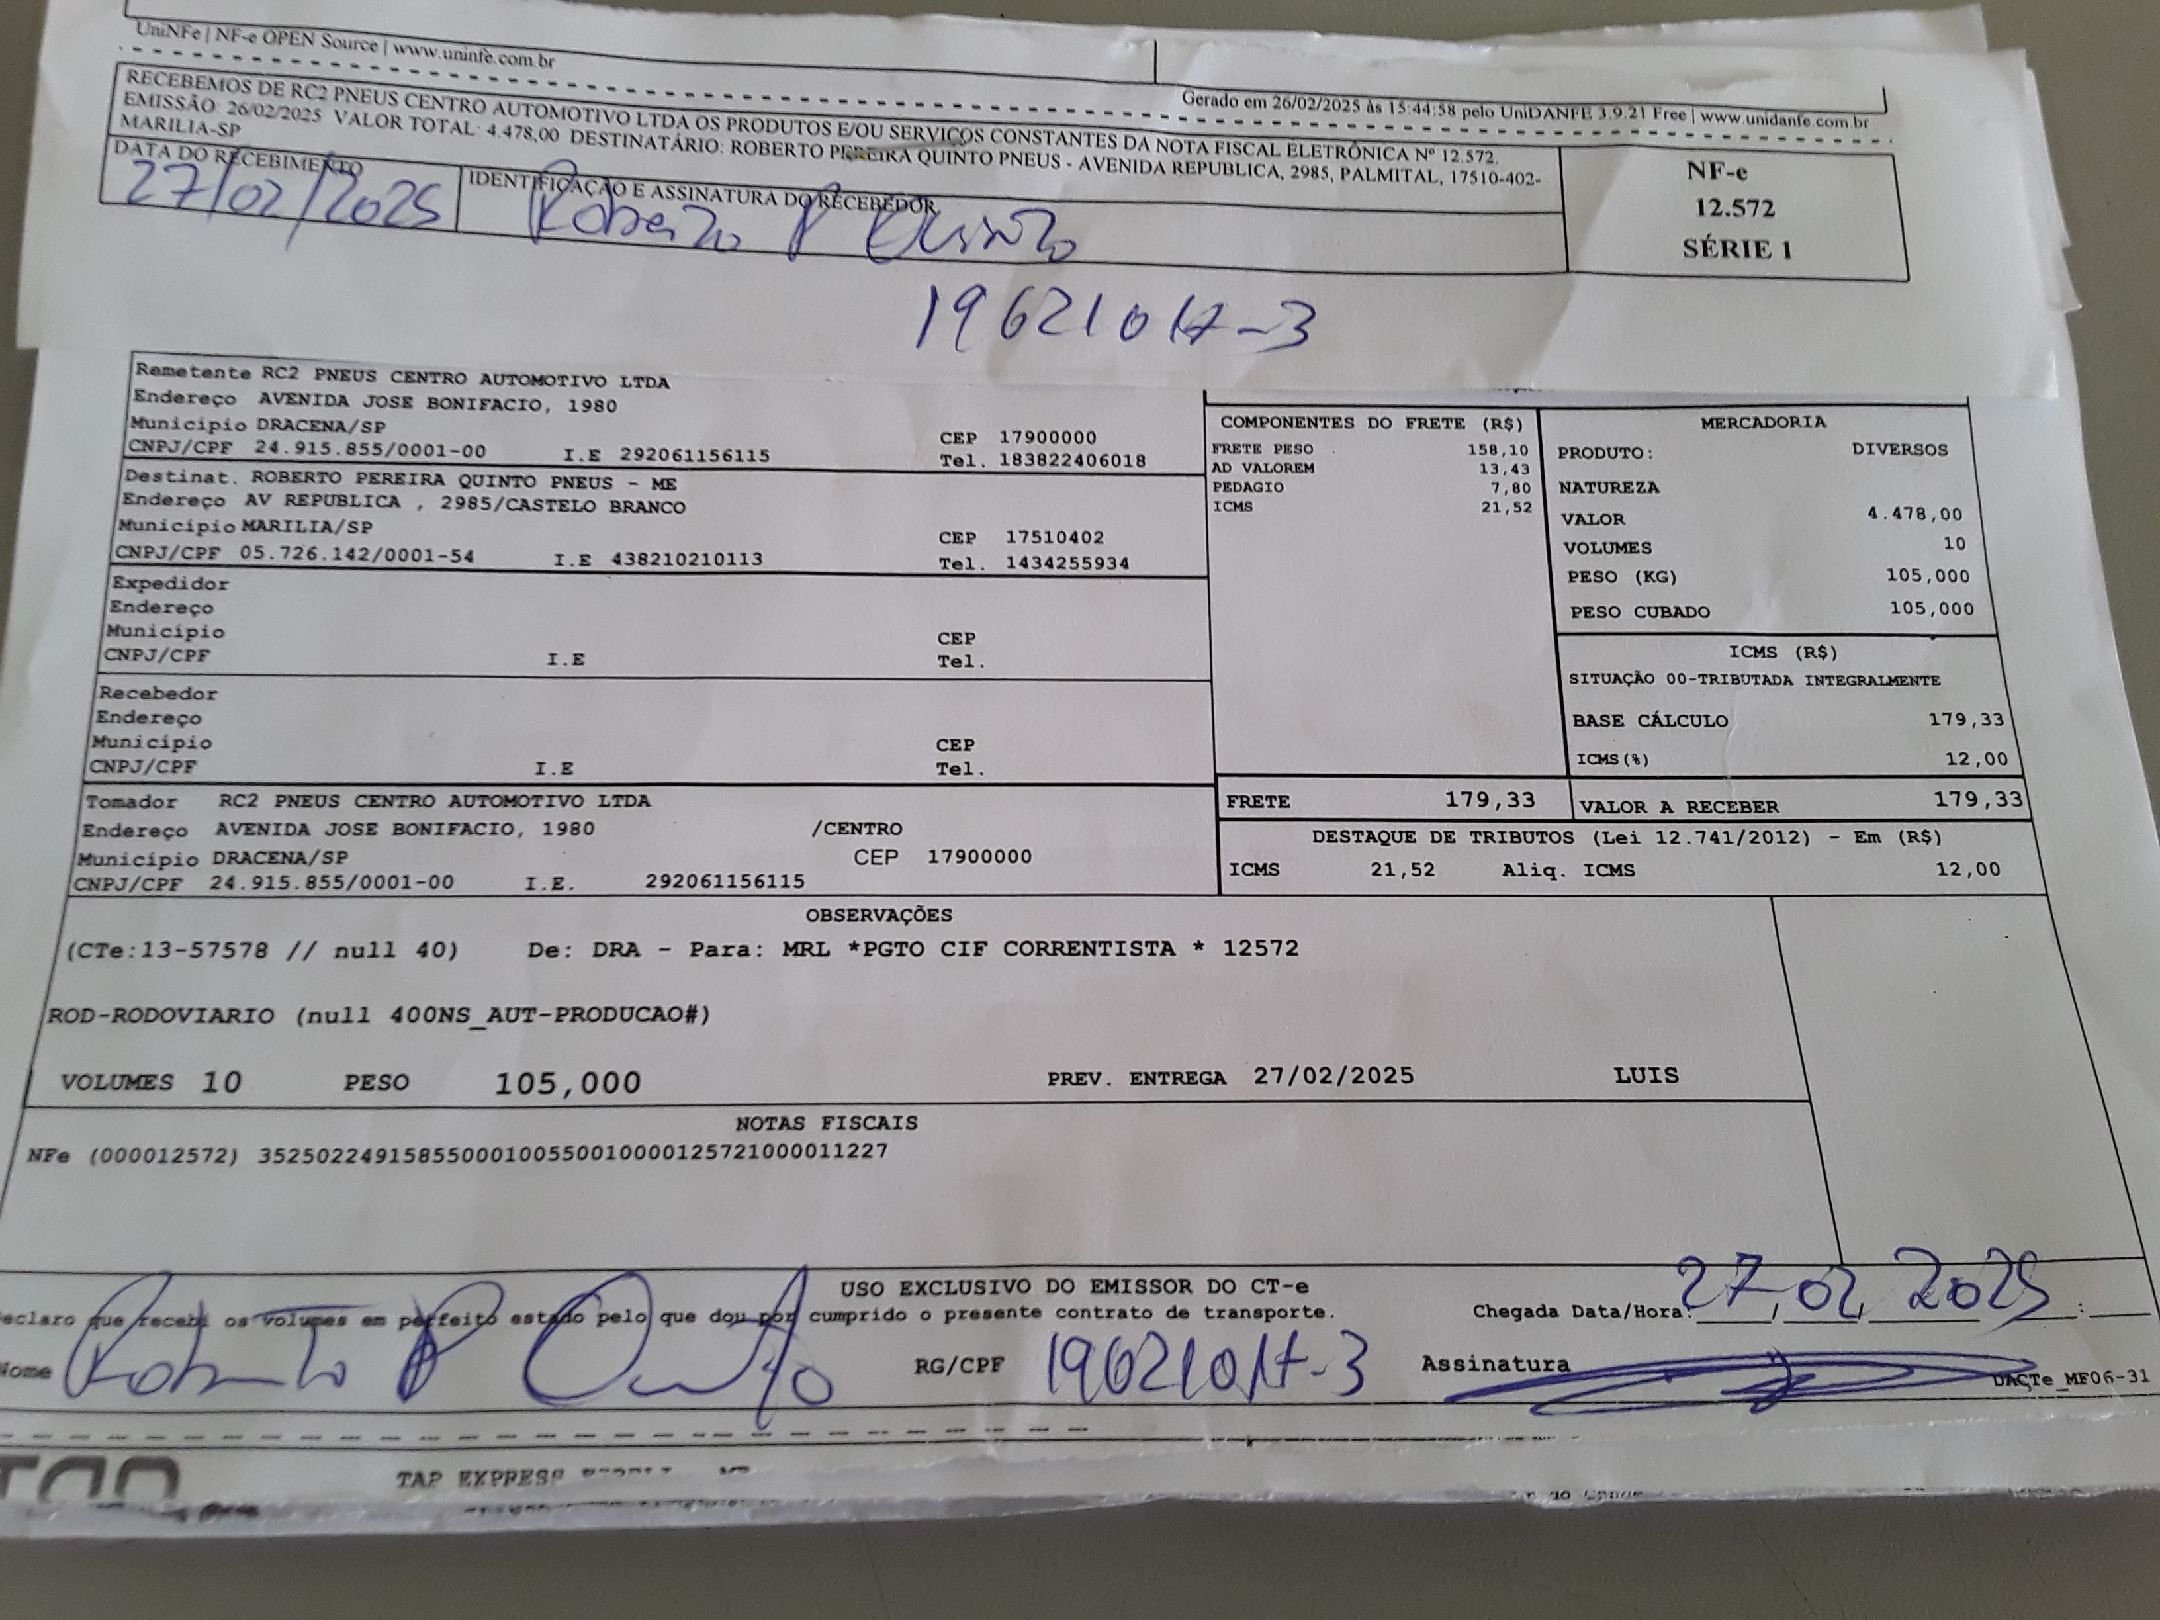 UniNFe | NF-e OPEN Source | www.uninfe.com.br
Gerado em 26/02/2025 às 15:44:58 pelo UniDANFE 3.9.21 Free | www.unidanfe.com.br
RECEBEMOS DE RC2 PNEUS CENTRO AUTOMOTIVO LTDA OS PRODUTOS E/OU SERVIÇOS CONSTANTES DA NOTA FISCAL ELETRÔNICA Nº 12.572.
EMISSÃO: 26/02/2025 VALOR TOTAL: 4.478,00 DESTINATÁRIO: ROBERTO PEREIRA QUINTO PNEUS - AVENIDA REPUBLICA, 2985, PALMITAL, 17510-402-
MARILIA-SP
DATA DO RECEBIMENTO
27/02/2025
IDENTIFICAÇÃO E ASSINATURA DO RECEBEDOR
Roberto P Quinto
NF-e
12.572
SÉRIE 1
19621017-3
Remetente RC2 PNEUS CENTRO AUTOMOTIVO LTDA
Endereço AVENIDA JOSE BONIFACIO, 1980
Município DRACENA/SP CEP 17900000
CNPJ/CPF 24.915.855/0001-00 I.E 292061156115 Tel. 183822406018
Destinat. ROBERTO PEREIRA QUINTO PNEUS - ME
Endereço AV REPUBLICA , 2985/CASTELO BRANCO
Município MARILIA/SP CEP 17510402
CNPJ/CPF 05.726.142/0001-54 I.E 438210210113 Tel. 1434255934
Expedidor
Endereço
Município CEP
CNPJ/CPF I.E Tel.
Recebedor
Endereço
Município CEP
CNPJ/CPF I.E Tel.
Tomador RC2 PNEUS CENTRO AUTOMOTIVO LTDA
Endereço AVENIDA JOSE BONIFACIO, 1980 /CENTRO
Município DRACENA/SP CEP 17900000
CNPJ/CPF 24.915.855/0001-00 I.E. 292061156115
COMPONENTES DO FRETE (R$)
FRETE PESO 158,10
AD VALOREM 13,43
PEDAGIO 7,80
ICMS 21,52
MERCADORIA
PRODUTO: DIVERSOS
NATUREZA
VALOR 4.478,00
VOLUMES 10
PESO (KG) 105,000
PESO CUBADO 105,000
ICMS (R$)
SITUAÇÃO 00-TRIBUTADA INTEGRALMENTE
BASE CÁLCULO 179,33
ICMS(%) 12,00
FRETE 179,33 VALOR A RECEBER 179,33
DESTAQUE DE TRIBUTOS (Lei 12.741/2012) - Em (R$)
ICMS 21,52 Aliq. ICMS 12,00
OBSERVAÇÕES
(CTe:13-57578 // null 40) De: DRA - Para: MRL *PGTO CIF CORRENTISTA * 12572
ROD-RODOVIARIO (null 400NS_AUT-PRODUCAO#)
VOLUMES 10 PESO 105,000 PREV. ENTREGA 27/02/2025 LUIS
NOTAS FISCAIS
NFe (000012572) 35250224915855000100550010000125721000011227
USO EXCLUSIVO DO EMISSOR DO CT-e
eclaro que recebi os volumes em perfeito estado pelo que dou por cumprido o presente contrato de transporte.
Chegada Data/Hora: 27/02/2025 :
Nome Roberto P Quinto RG/CPF 19621017-3 Assinatura
DACTe_MF06-31
TAP EXPRESS